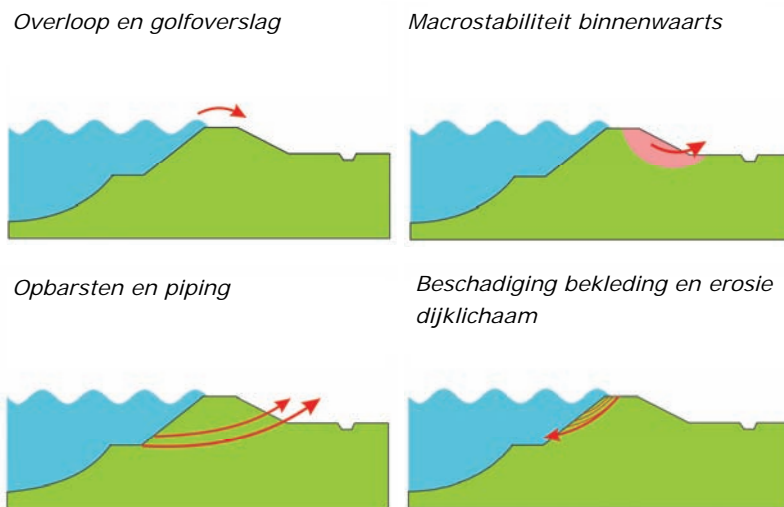 Overloop en golfoverslag
Macrostabiliteit binnenwaarts
Opbarsten en piping
Beschadiging bekleding en erosie
dijklichaam